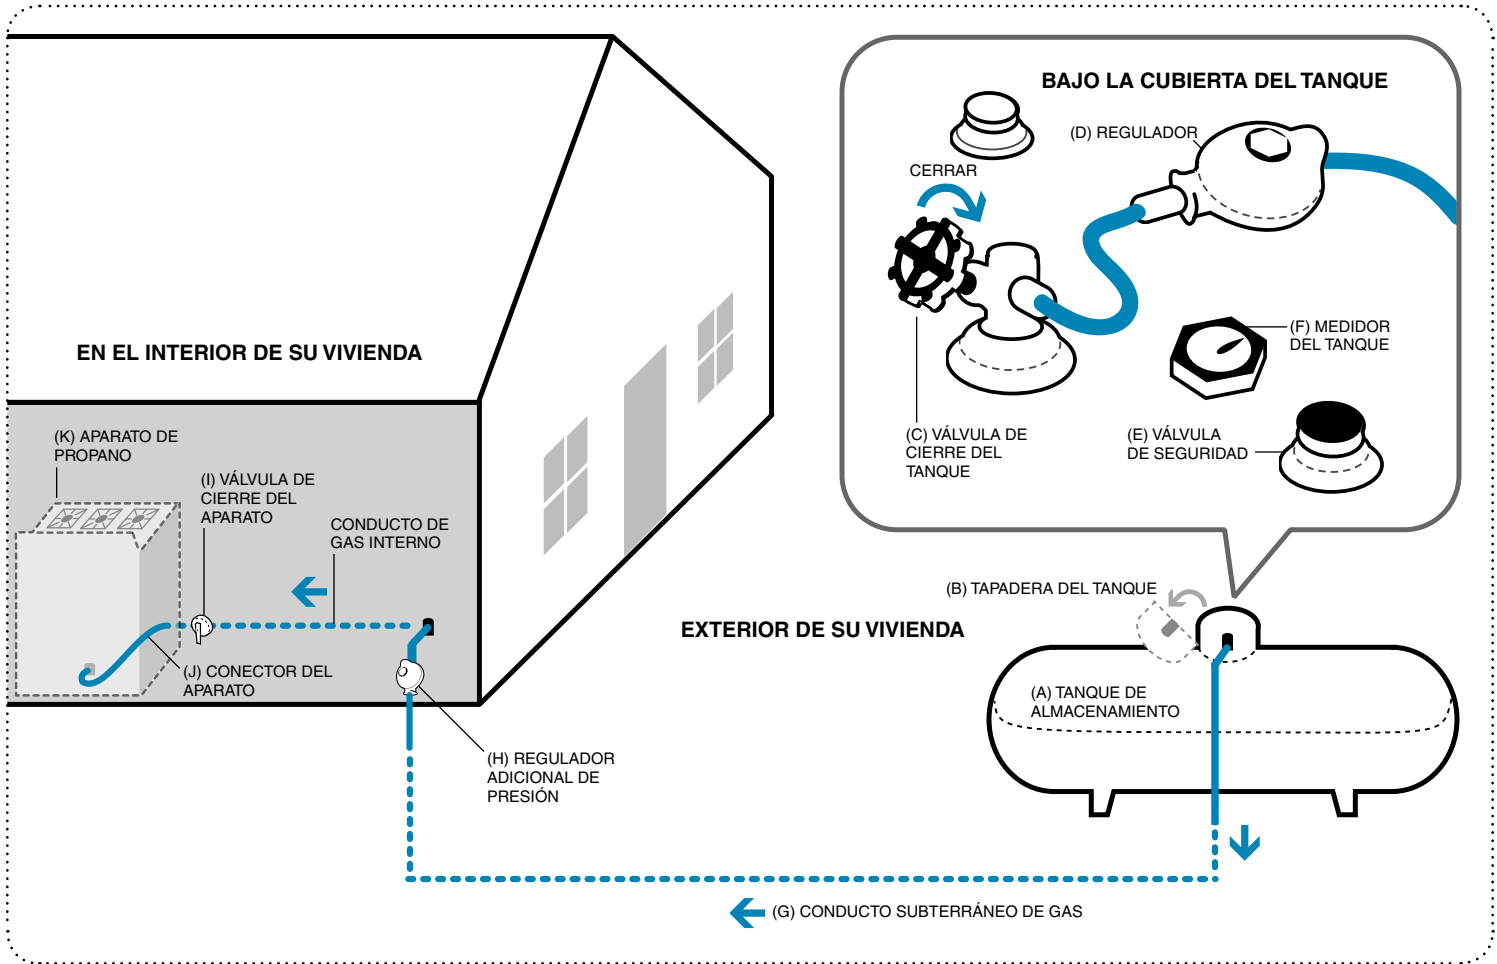 BAJO LA CUBIERTA DEL TANQUE
(D) REGULADOR
CERRAR
(F) MEDIDOR
DEL TANQUE
(C) VÁLVULA DE
CIERRE DEL
TANQUE
(E) VÁLVULA
DE SEGURIDAD
EN EL INTERIOR DE SU VIVIENDA
(K) APARATO DE
PROPANO
(I) VÁLVULA DE
CIERRE DEL
APARATO
CONDUCTO DE
GAS INTERNO
(J) CONECTOR DEL
APARATO
(H) REGULADOR
ADICIONAL DE
PRESIÓN
EXTERIOR DE SU VIVIENDA
(B) TAPADERA DEL TANQUE
(A) TANQUE DE
ALMACENAMIENTO
(G) CONDUCTO SUBTERRÁNEO DE GAS